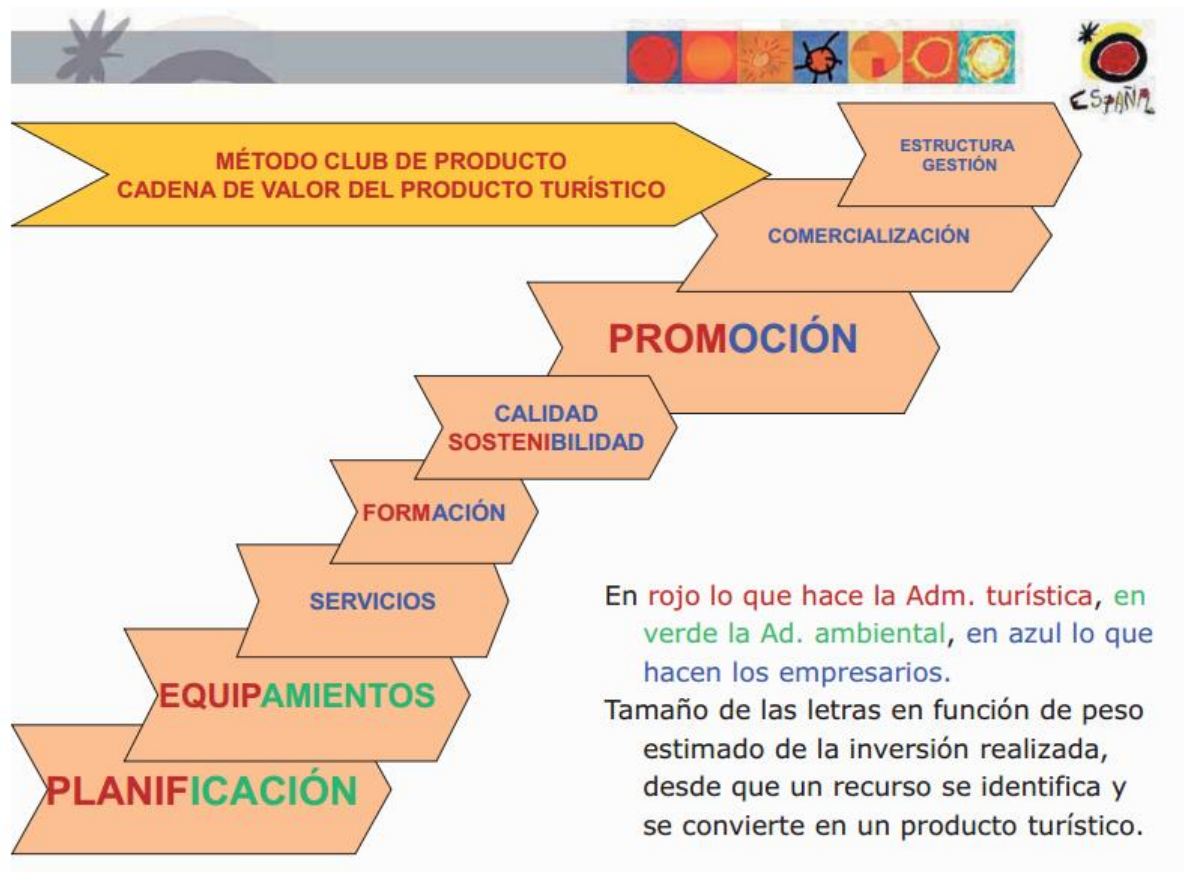 ESPAÑA
MÉTODO CLUB DE PRODUCTO
CADENA DE VALOR DEL PRODUCTO TURÍSTICO
ESTRUCTURA
GESTIÓN
COMERCIALIZACIÓN
PROMOCIÓN
CALIDAD
SOSTENIBILIDAD
FORMACIÓN
SERVICIOS
EQUIPAMIENTOS
PLANIFICACIÓN
En rojo lo que hace la Adm. turística, en
verde la Ad. ambiental, en azul lo que
hacen los empresarios.
Tamaño de las letras en función de peso
estimado de la inversión realizada,
desde que un recurso se identifica y
se convierte en un producto turístico.